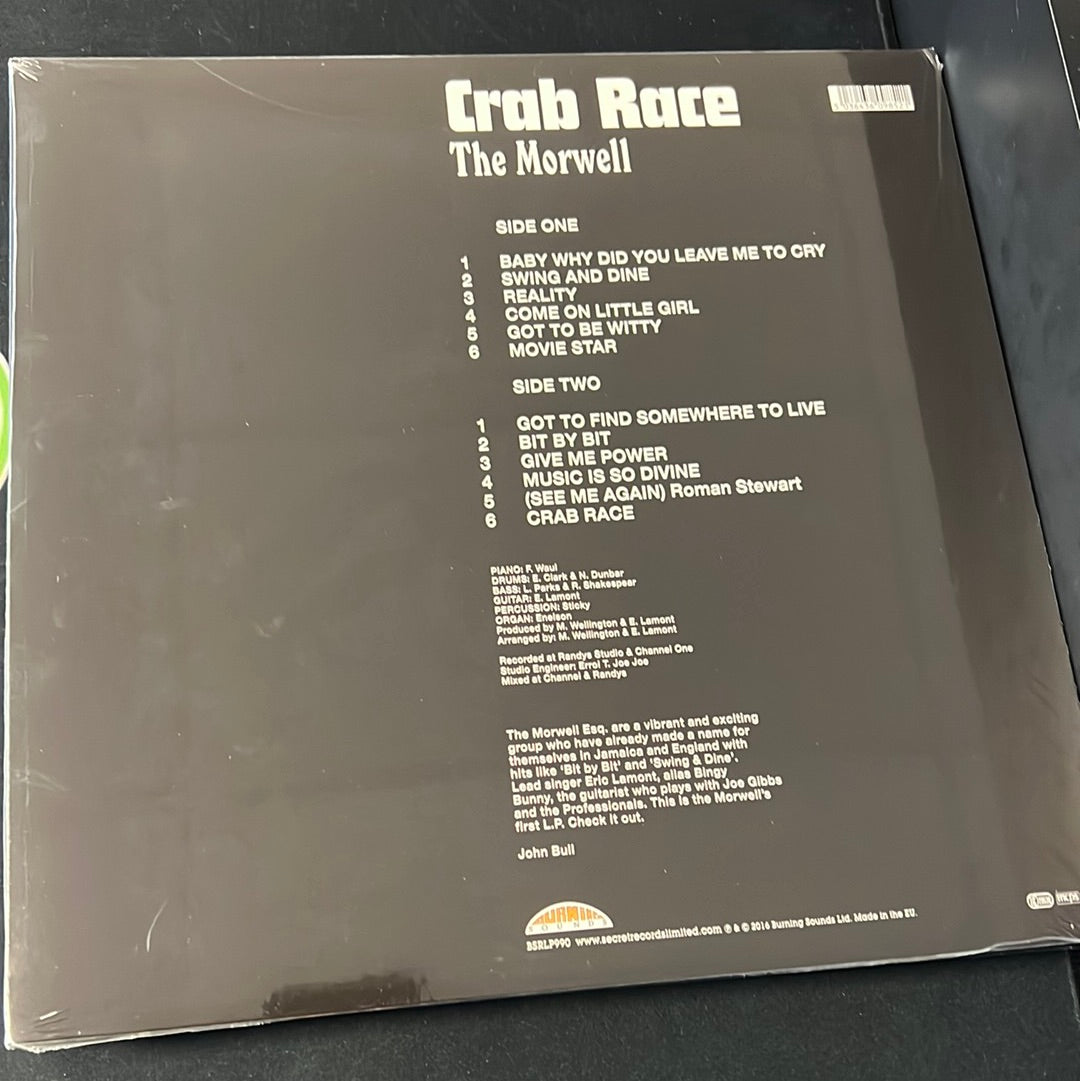 Crab Race
The Morwell
SIDE ONE
1 BABY WHY DID YOU LEAVE ME TO CRY
2 SWING AND DINE
3 REALITY
4 COME ON LITTLE GIRL
5 GOT TO BE WITTY
6 MOVIE STAR
SIDE TWO
1 GOT TO FIND SOMEWHERE TO LIVE
2 BIT BY BIT
3 GIVE ME POWER
4 MUSIC IS SO DIVINE
5 (SEE ME AGAIN) Roman Stewart
6 CRAB RACE
PIANO: F. Waul
DRUMS: E. Clark & N. Dunbar
BASS: L. Parks & R. Shakespear
GUITAR: E. Lamont
PERCUSSION: Sticky
ORGAN: Enelson
Produced by M. Wellington & E. Lamont
Arranged by: M. Wellington & E. Lamont
Recorded at Randys Studio & Channel One
Studio Engineer: Errol T. Joe Joe
Mixed at Channel & Randys
The Morwell Esq. are a vibrant and exciting
group who have already made a name for
themselves in Jamaica and England with
hits like 'Bit by Bit' and 'Swing & Dine'.
Lead singer Eric Lamont, alias Bingy
Bunny, the guitarist who plays with Joe Gibbs
and the Professionals. This is the Morwell's
first L.P. Check it out.
John Bull
BURNING
SOUNDS
BSRLP990 www.secretrecordslimited.com ℗ & © 2016 Burning Sounds Ltd. Made in the EU.
mcps